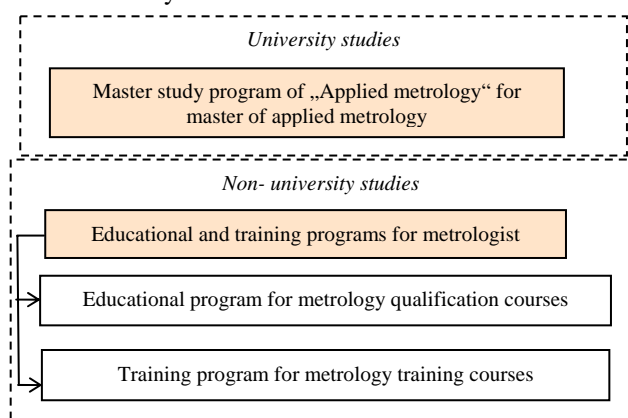 University studies
Master study program of „Applied metrology“ for
master of applied metrology
Non- university studies
Educational and training programs for metrologist
Educational program for metrology qualification courses
Training program for metrology training courses